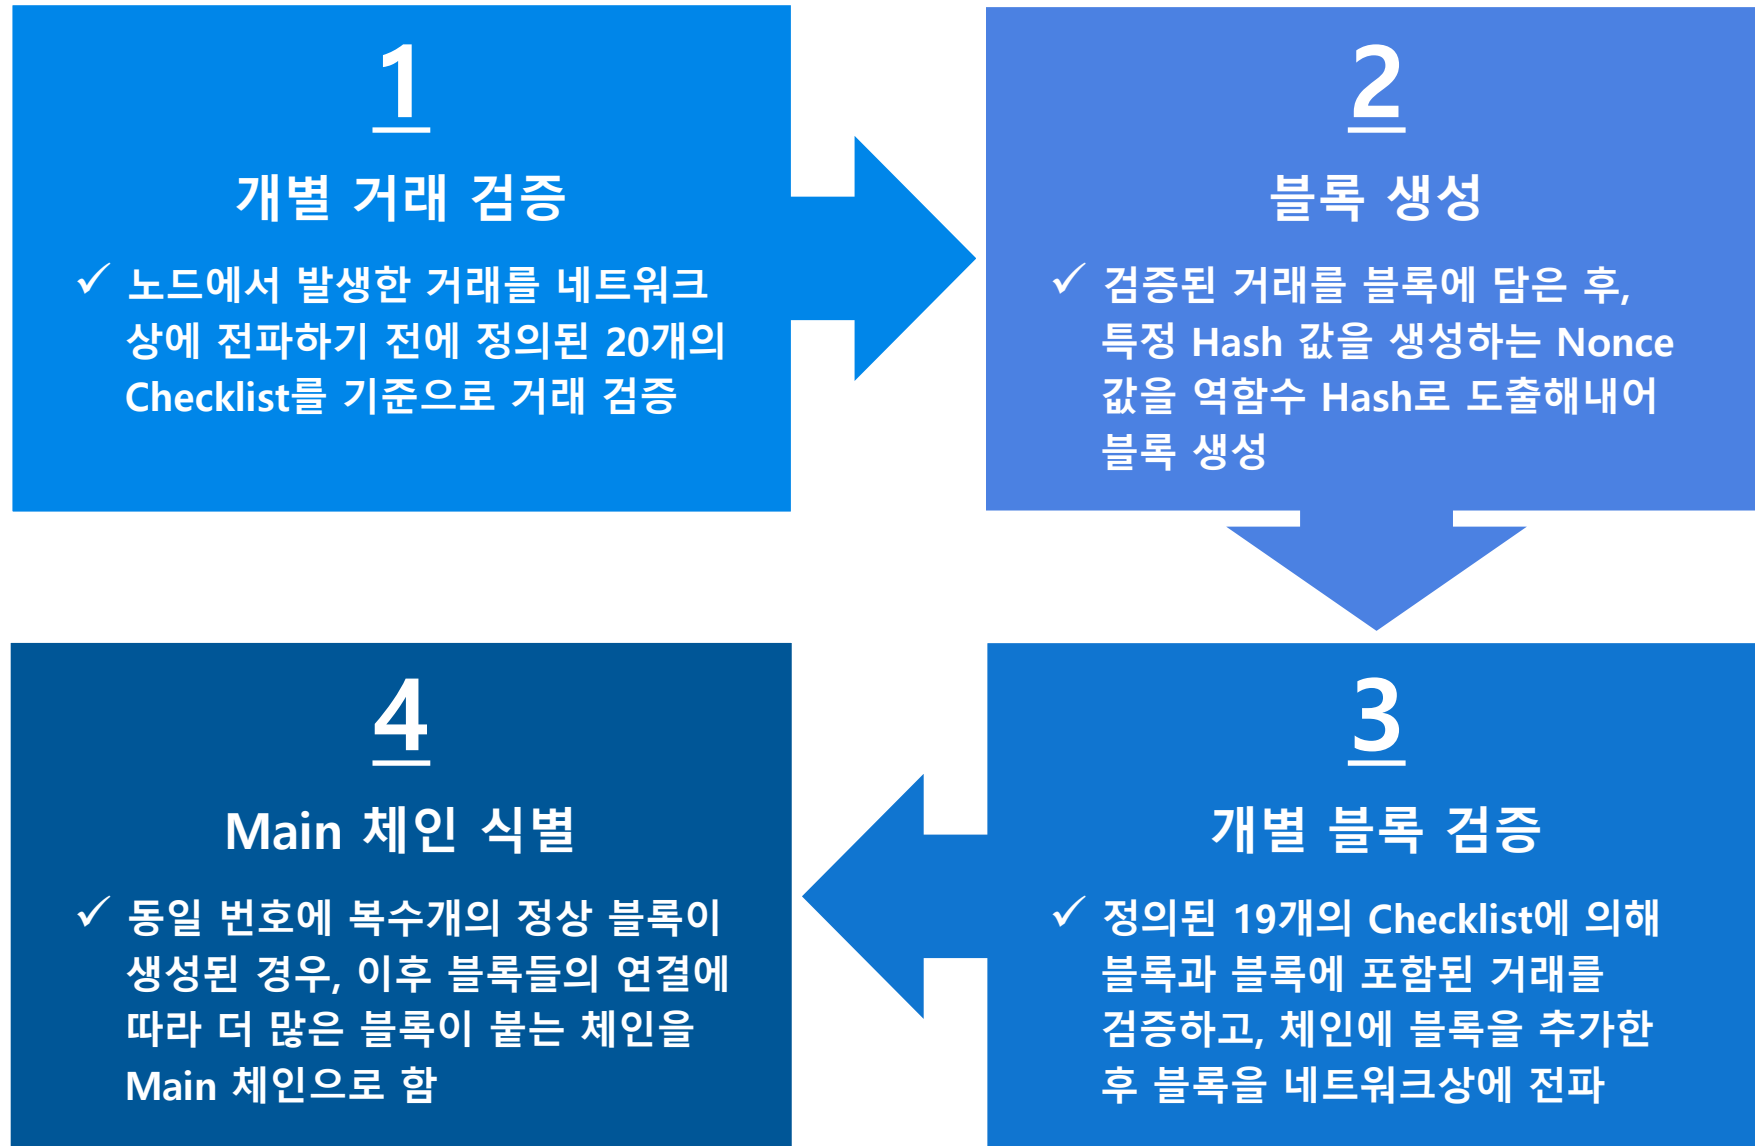 1
개별 거래 검증
✓ 노드에서 발생한 거래를 네트워크
상에 전파하기 전에 정의된 20개의
Checklist를 기준으로 거래 검증
2
블록 생성
✓ 검증된 거래를 블록에 담은 후,
특정 Hash 값을 생성하는 Nonce
값을 역함수 Hash로 도출해내어
블록 생성
3
개별 블록 검증
✓ 정의된 19개의 Checklist에 의해
블록과 블록에 포함된 거래를
검증하고, 체인에 블록을 추가한
후 블록을 네트워크상에 전파
4
Main 체인 식별
✓ 동일 번호에 복수개의 정상 블록이
생성된 경우, 이후 블록들의 연결에
따라 더 많은 블록이 붙는 체인을
Main 체인으로 함